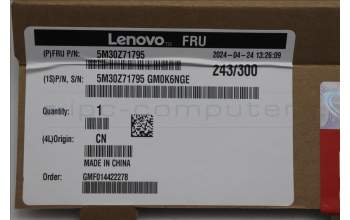 Lenovo FRU
(P)FRU P/N: 5M30Z71795 2024-04-24 13:26:09
243/300
(1S)P/N, S/N: 5M30Z71795 GM0K6NGE
Quantity: 1
(4L)Origin: CN
MADE IN CHINA
Order: GMF014422278